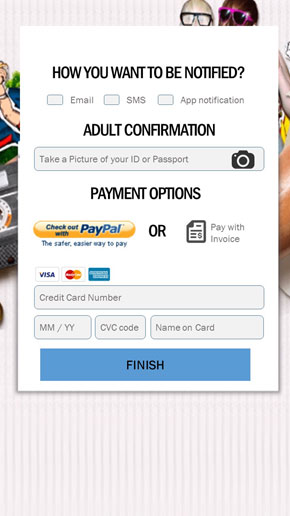 HOW YOU WANT TO BE NOTIFIED?
Email SMS App notification
ADULT CONFIRMATION
Take a Picture of your ID or Passport
PAYMENT OPTIONS
Check out with PayPal
The safer, easier way to pay
OR
Pay with
Invoice
VISA MasterCard
Credit Card Number
MM / YY CVC code Name on Card
FINISH